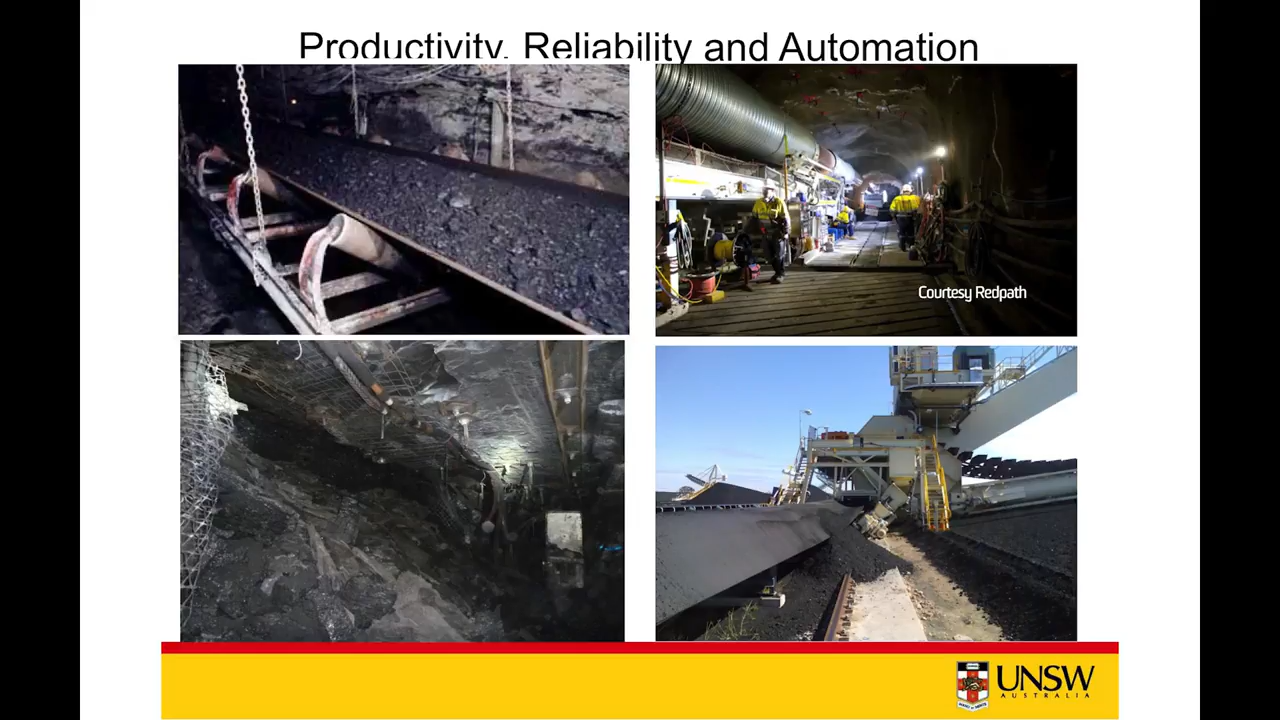 Productivity, Reliability and Automation
Courtesy Redpath
UNSW
AUSTRALIA